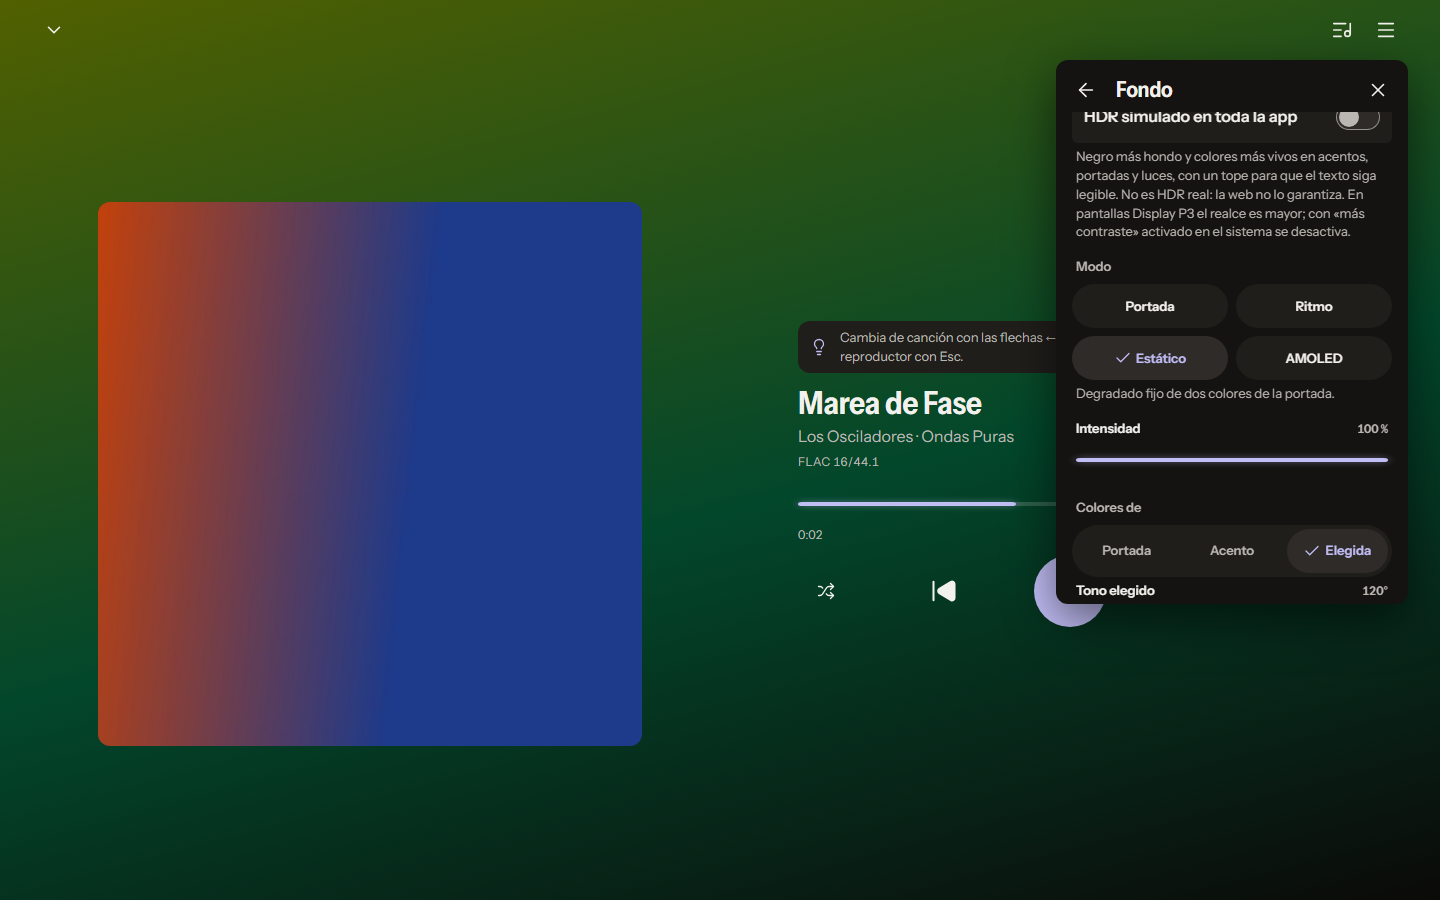 Fondo
HDR simulado en toda la app
Negro más hondo y colores más vivos en acentos,
portadas y luces, con un tope para que el texto siga
legible. No es HDR real: la web no lo garantiza. En
pantallas Display P3 el realce es mayor; con «más
contraste» activado en el sistema se desactiva.
Modo
Portada
Ritmo
Estático
AMOLED
Degradado fijo de dos colores de la portada.
Intensidad
100 %
Colores de
Portada
Acento
Elegida
Tono elegido
120°
Cambia de canción con las flechas ←
reproductor con Esc.
Marea de Fase
Los Osciladores · Ondas Puras
FLAC 16/44.1
0:02